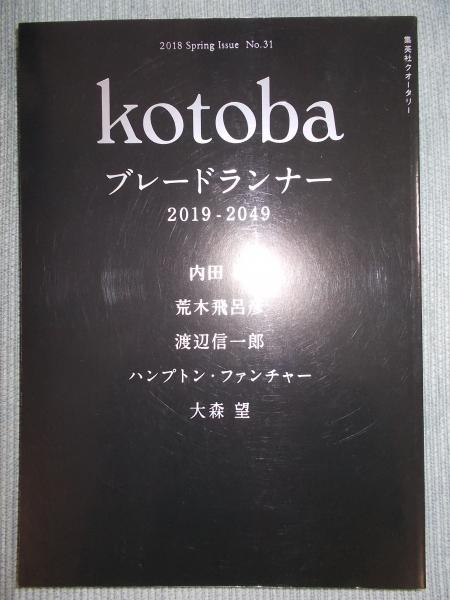 2018 Spring Issue No.31
集英社クオータリー
kotoba
ブレードランナー
2019-2049
内田
荒木飛呂彦
渡辺信一郎
ハンプトン・ファンチャー
大森 望